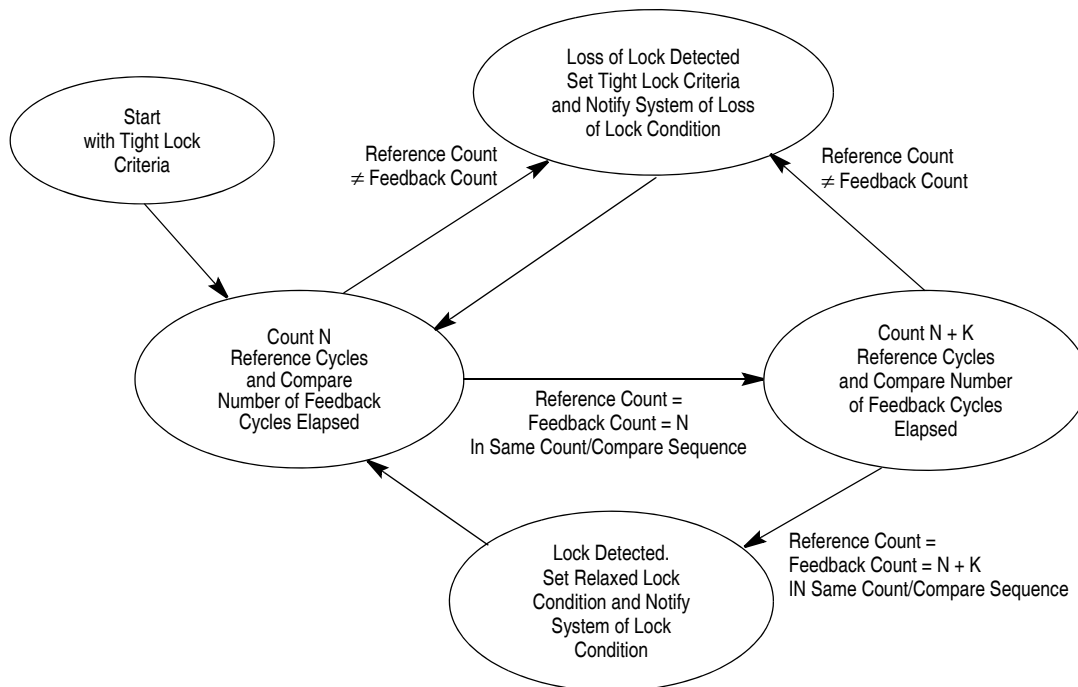 Loss of Lock Detected
Set Tight Lock Criteria
and Notify System of Loss
of Lock Condition
Start
with Tight Lock
Criteria
Reference Count
≠ Feedback Count
Reference Count
≠ Feedback Count
Count N
Reference Cycles
and Compare
Number of Feedback
Cycles Elapsed
Count N + K
Reference Cycles
and Compare Number
of Feedback Cycles
Elapsed
Reference Count =
Feedback Count = N
In Same Count/Compare Sequence
Lock Detected.
Set Relaxed Lock
Condition and Notify
System of Lock
Condition
Reference Count =
Feedback Count = N + K
IN Same Count/Compare Sequence